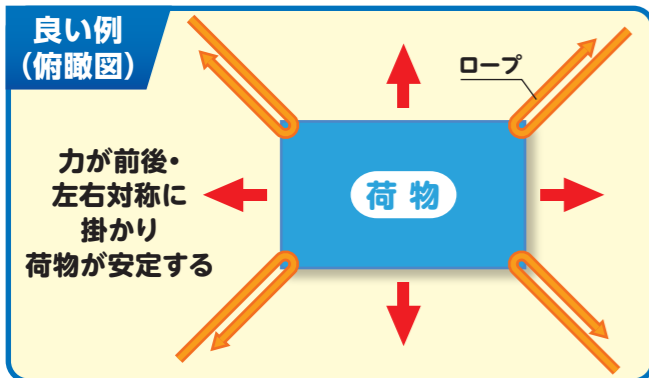 良い例
（俯瞰図）
ロープ
力が前後・
左右対称に
掛かり
荷物が安定する
荷物